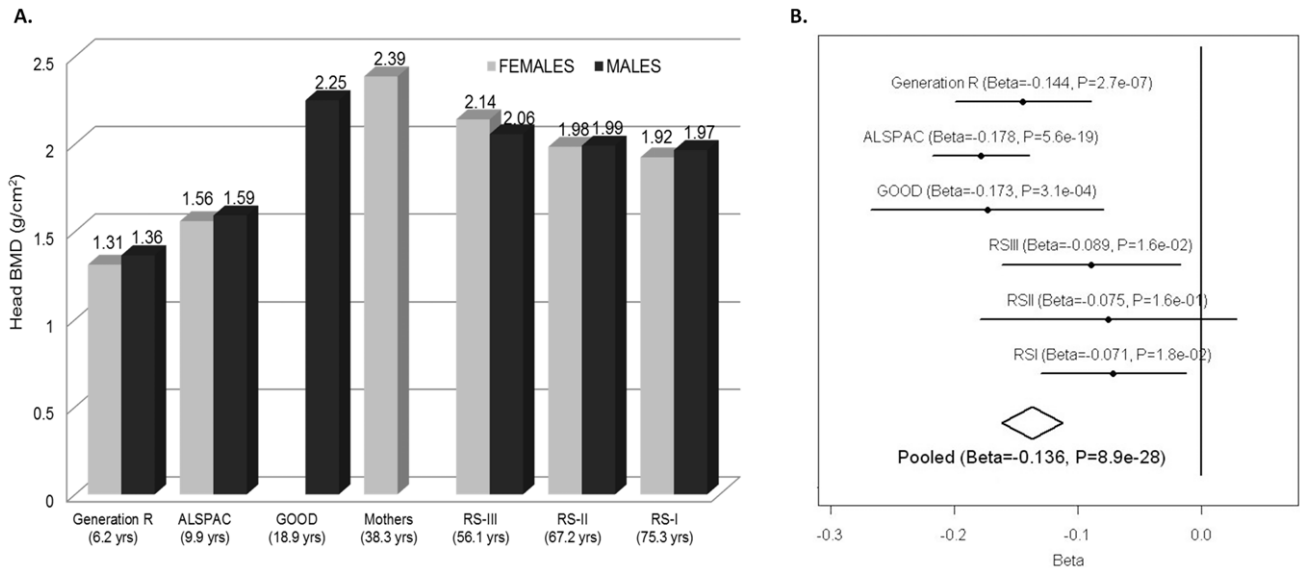 A.
Head BMD (g/cm²)
2.5
2
1.5
1
0.5
0
FEMALES MALES
1.31 1.36
1.56 1.59
2.25
2.39
2.14 2.06
1.98 1.99
1.92 1.97
Generation R ALSPAC GOOD Mothers RS-III RS-II RS-I
(6.2 yrs) (9.9 yrs) (18.9 yrs) (38.3 yrs) (56.1 yrs) (67.2 yrs) (75.3 yrs)
B.
Generation R (Beta=-0.144, P=2.7e-07)
ALSPAC (Beta=-0.178, P=5.6e-19)
GOOD (Beta=-0.173, P=3.1e-04)
RSIII (Beta=-0.089, P=1.6e-02)
RSII (Beta=-0.075, P=1.6e-01)
RSI (Beta=-0.071, P=1.8e-02)
Pooled (Beta=-0.136, P=8.9e-28)
-0.3 -0.2 -0.1 0.0
Beta